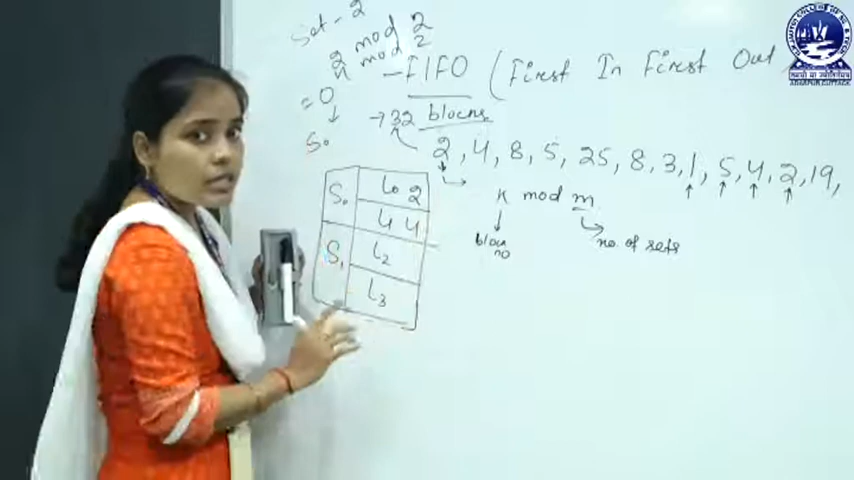 Set - 2
2 mod 2
4 mod 2
= 0
↓
S0
- FIFO (First In First Out
→ 32 blocks
2, 4, 8, 5, 25, 8, 3, 1, 5, 4, 2, 19,
k mod m
block no
no. of sets
S0 L0 2
L1 4
S1 L2
L3